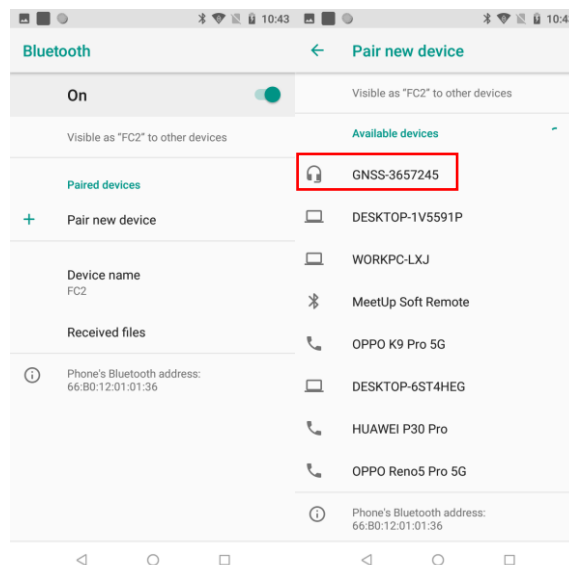 10:43
Bluetooth
On
Visible as "FC2" to other devices
Paired devices
Pair new device
Device name
FC2
Received files
Phone's Bluetooth address:
66:B0:12:01:01:36
10:4
Pair new device
Visible as "FC2" to other devices
Available devices
GNSS-3657245
DESKTOP-1V5591P
WORKPC-LXJ
MeetUp Soft Remote
OPPO K9 Pro 5G
DESKTOP-6ST4HEG
HUAWEI P30 Pro
OPPO Reno5 Pro 5G
Phone's Bluetooth address:
66:B0:12:01:01:36